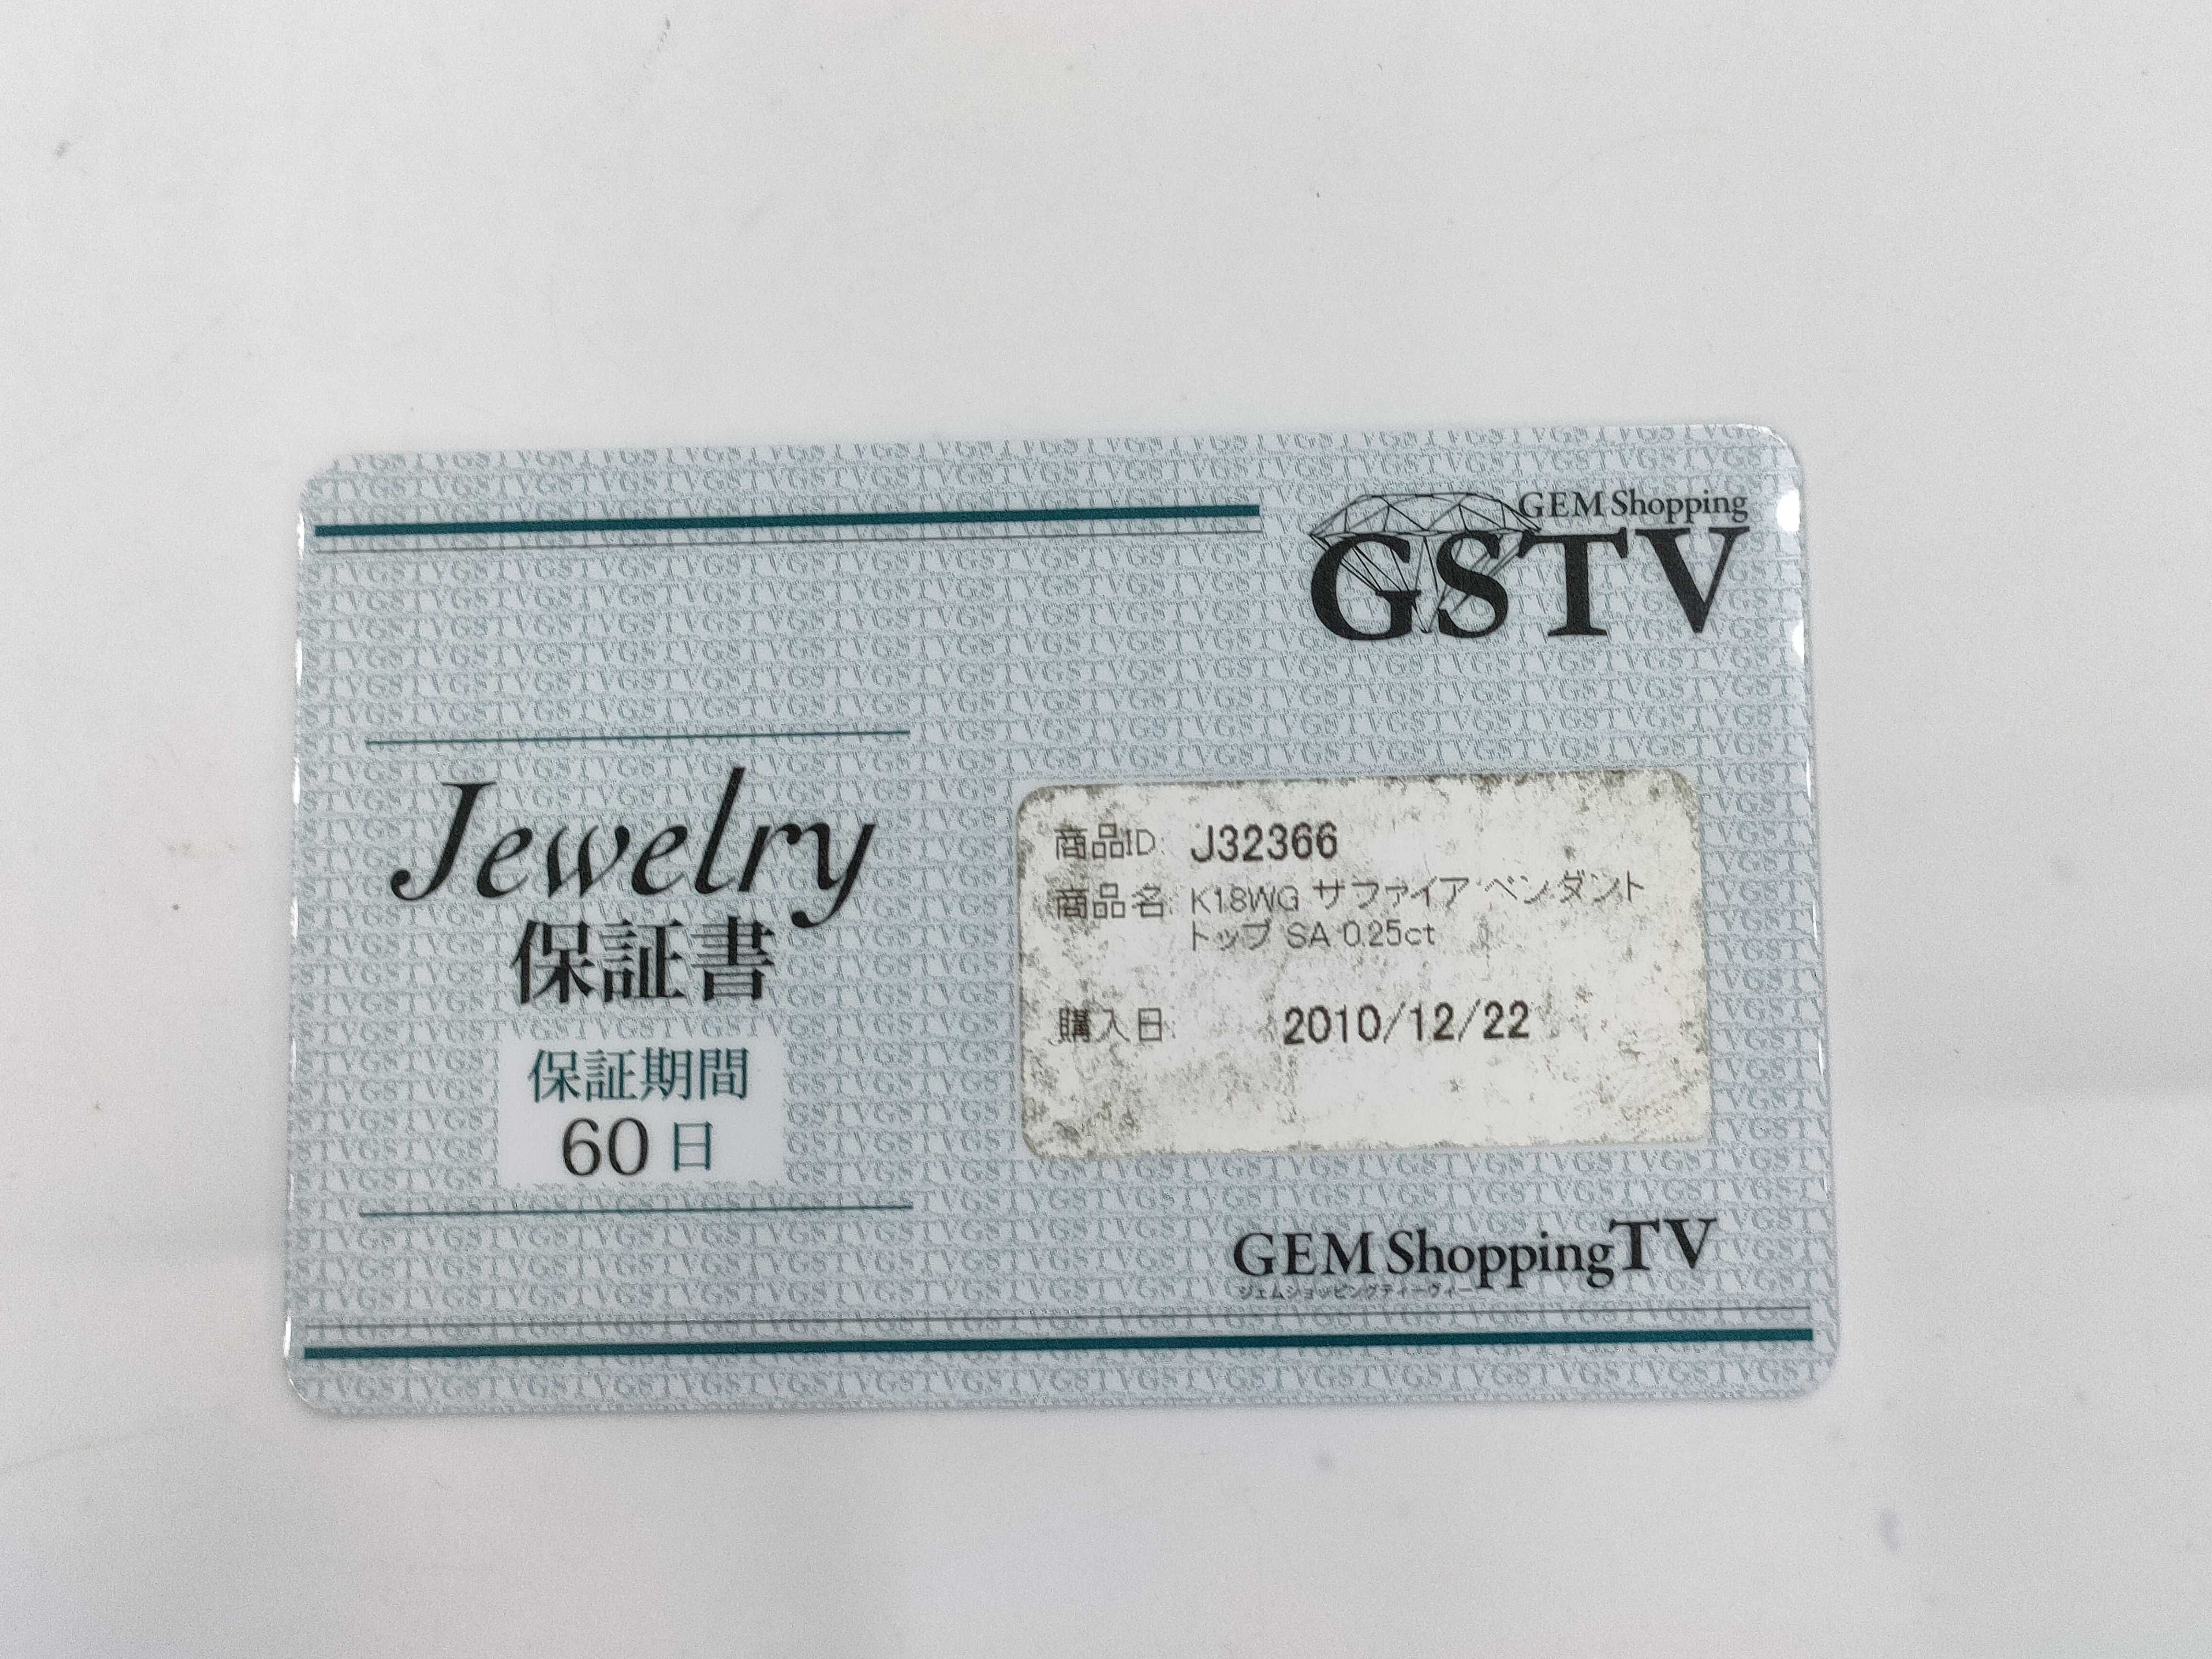 GEM Shopping
GSTV
Jewelry
保証書
保証期間
60日
商品ID: J32366
商品名: K18WG サファイア ペンダント
トップ SA 0.25ct
購入日: 2010/12/22
GEM ShoppingTV
ジェムショッピングティーヴィー